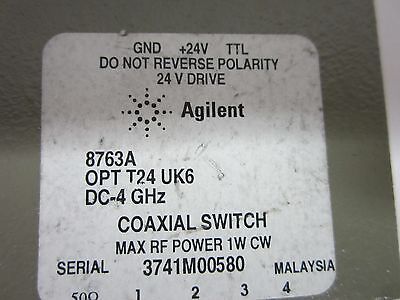 GND +24V TTL
DO NOT REVERSE POLARITY
24 V DRIVE
Agilent
8763A
OPT T24 UK6
DC-4 GHz
COAXIAL SWITCH
MAX RF POWER 1W CW
SERIAL 3741M00580 MALAYSIA
50Ω 1 2 3 4